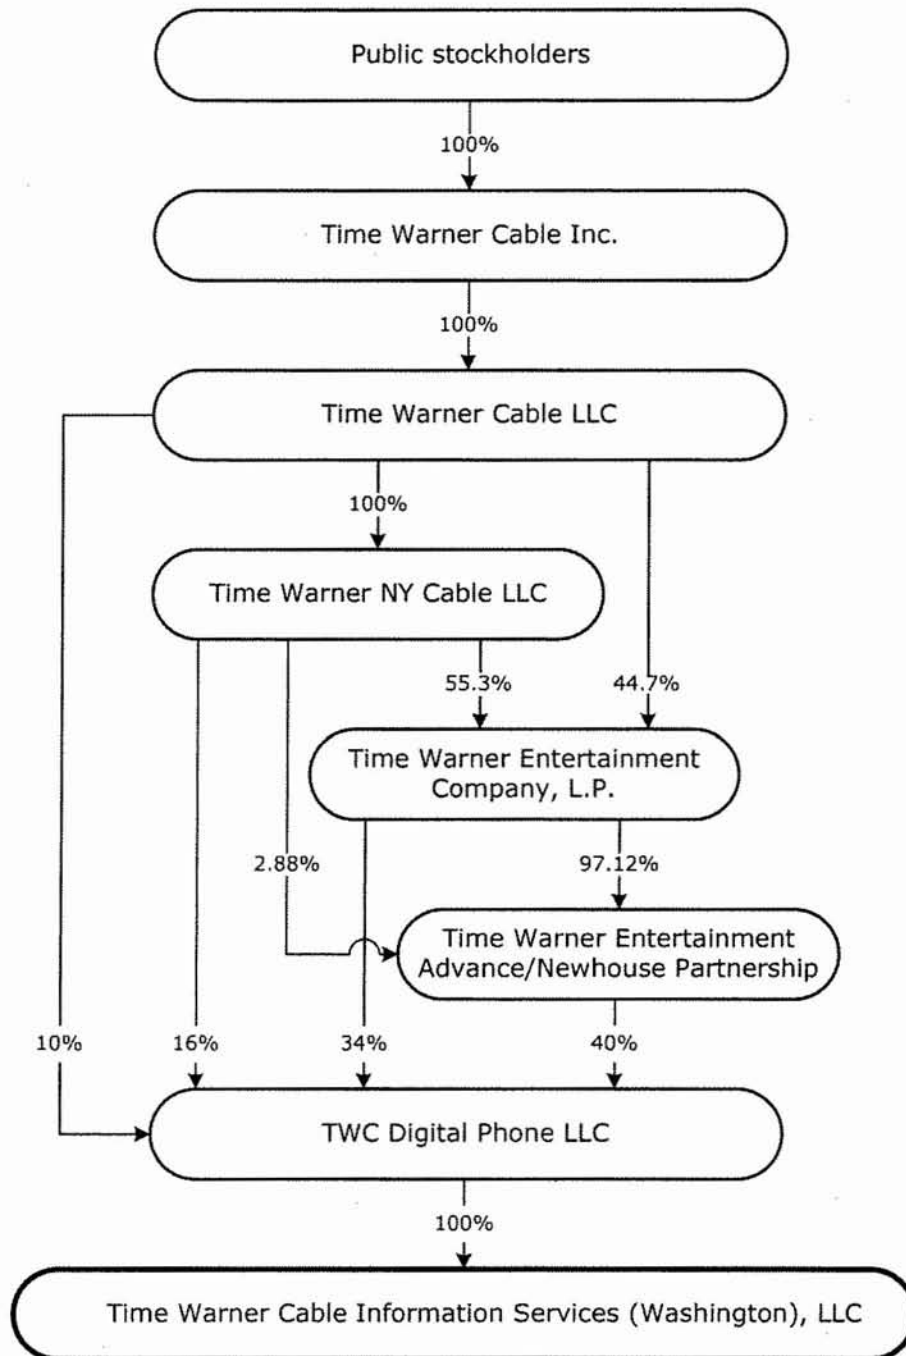 Public stockholders
100%
Time Warner Cable Inc.
100%
Time Warner Cable LLC
100%
Time Warner NY Cable LLC
55.3%
44.7%
Time Warner Entertainment
Company, L.P.
2.88%
97.12%
Time Warner Entertainment
Advance/Newhouse Partnership
10%
16%
34%
40%
TWC Digital Phone LLC
100%
Time Warner Cable Information Services (Washington), LLC